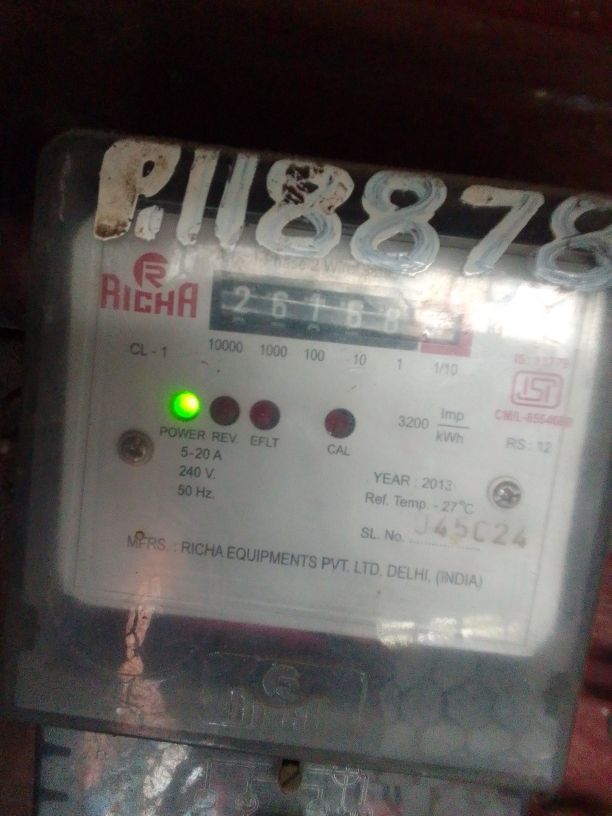 P.118878
RICHA
26168
CL - 1
10000 1000 100 10 1 1/10
POWER REV. EFLT CAL
3200 Imp/kWh
RS : 12
5-20 A
240 V.
50 Hz.
YEAR : 2013
Ref. Temp. - 27°C
SL. No.
MFRS. : RICHA EQUIPMENTS PVT. LTD. DELHI, (INDIA)